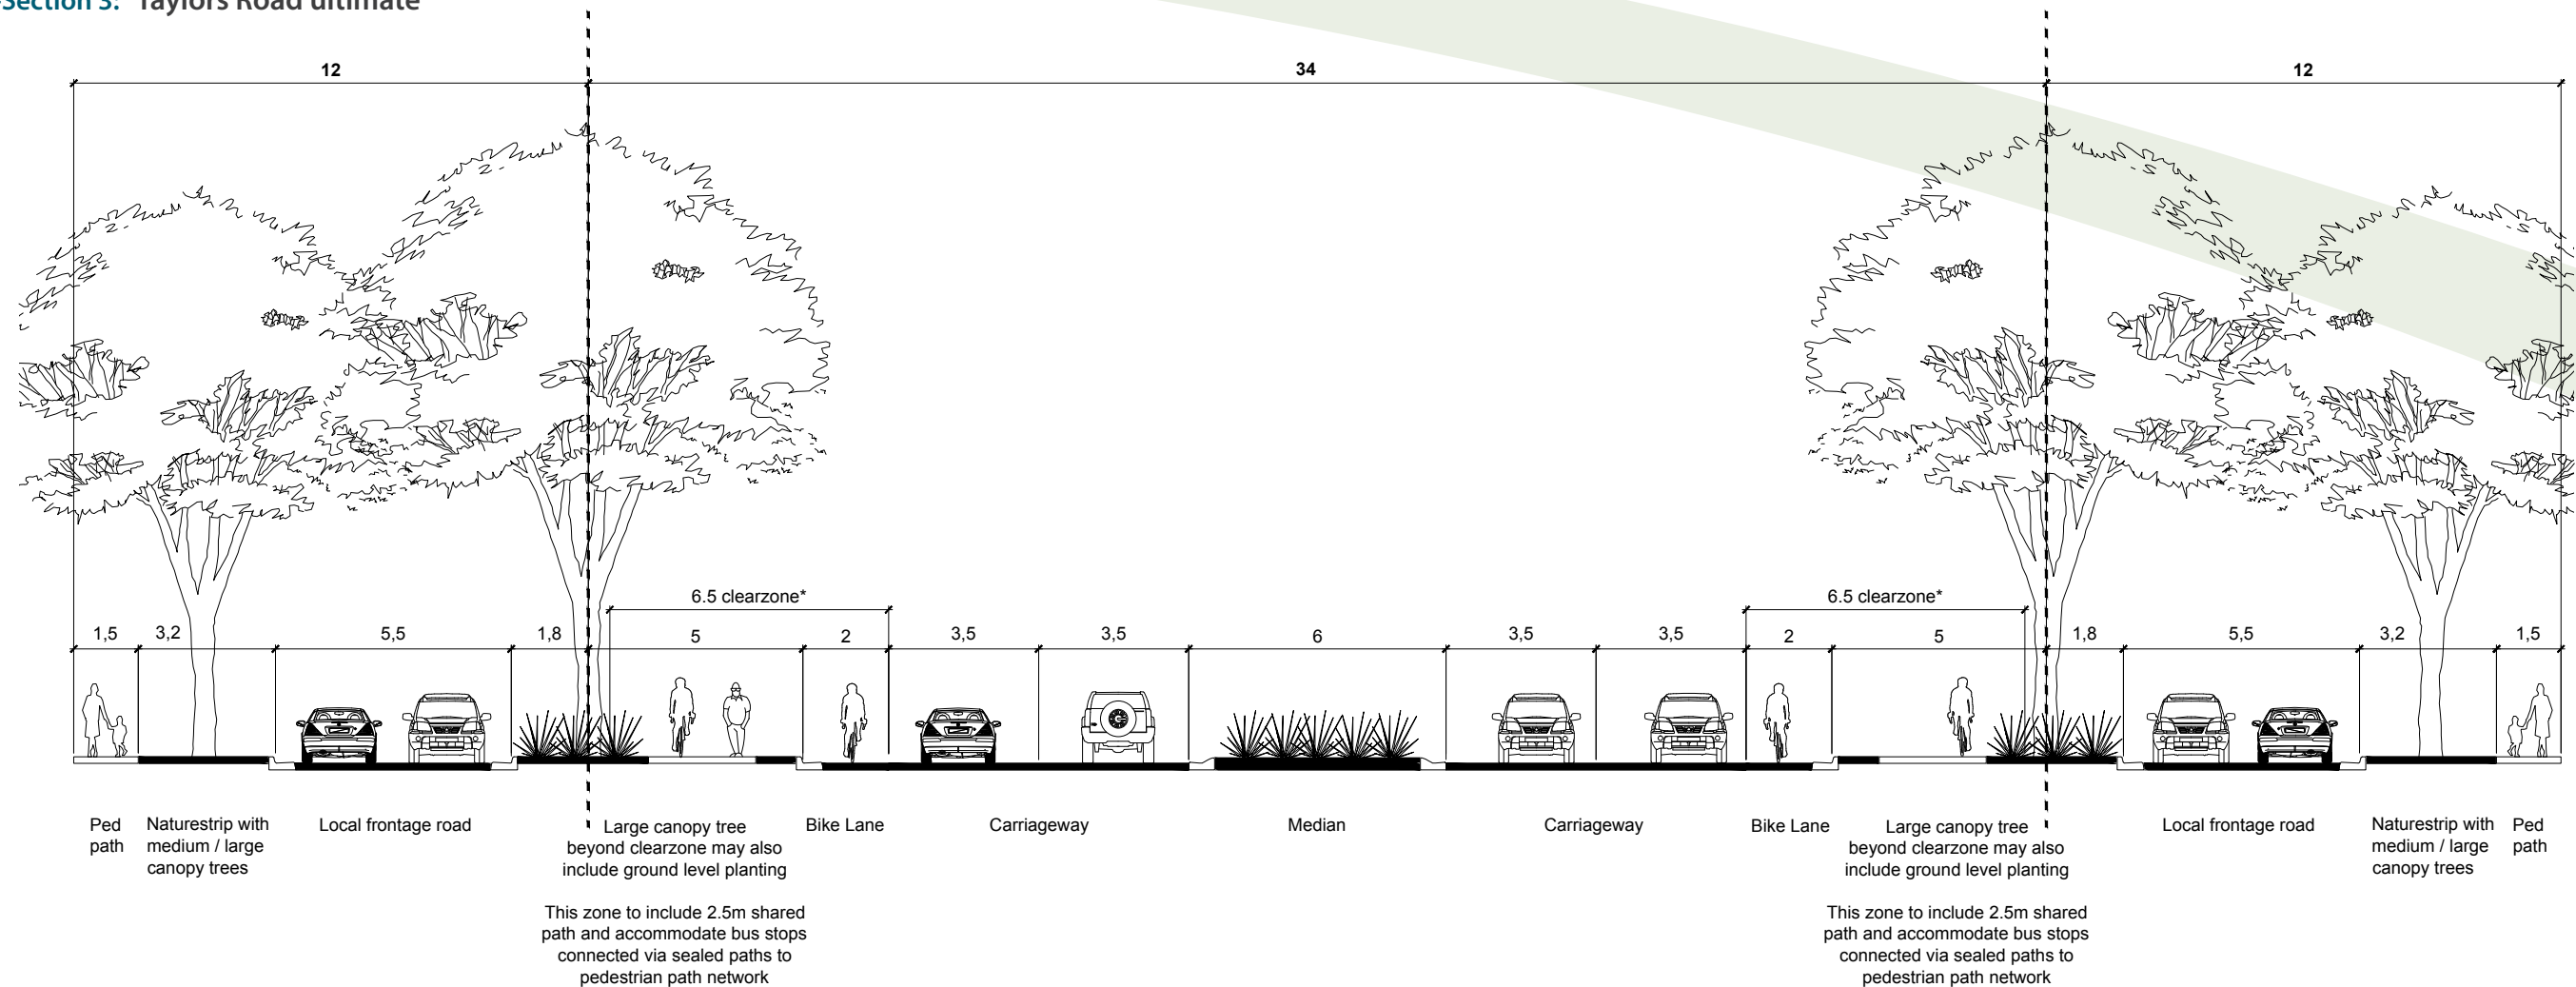 -Section 3: Taylors Road ultimate
12
34
12
6.5 clearzone*
6.5 clearzone*
1,5
3,2
5,5
1,8
5
2
3,5
3,5
6
3,5
3,5
2
5
1,8
5,5
3,2
1,5
Ped
path
Naturestrip with
medium / large
canopy trees
Local frontage road
Large canopy tree
beyond clearzone may also
include ground level planting
This zone to include 2.5m shared
path and accommodate bus stops
connected via sealed paths to
pedestrian path network
Bike Lane
Carriageway
Median
Carriageway
Bike Lane
Large canopy tree
beyond clearzone may also
include ground level planting
This zone to include 2.5m shared
path and accommodate bus stops
connected via sealed paths to
pedestrian path network
Local frontage road
Naturestrip with
medium / large
canopy trees
Ped
path